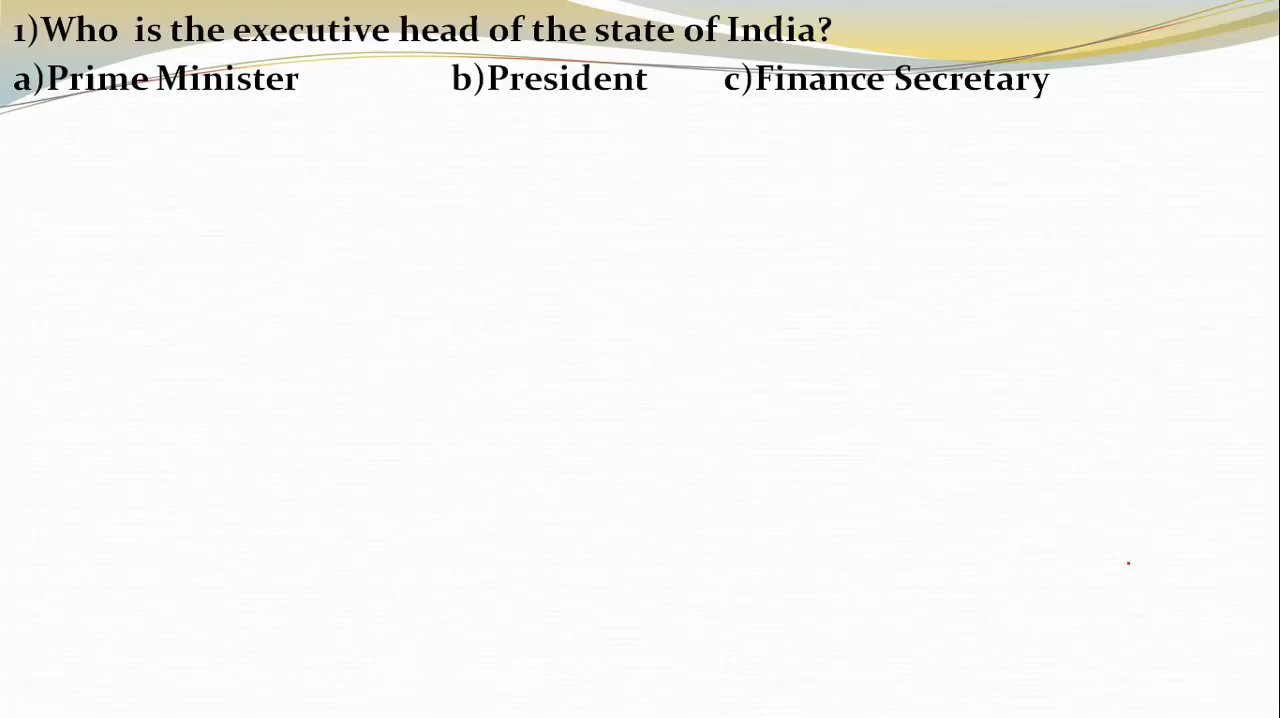 1)Who is the executive head of the state of India?
a)Prime Minister b)President c)Finance Secretary